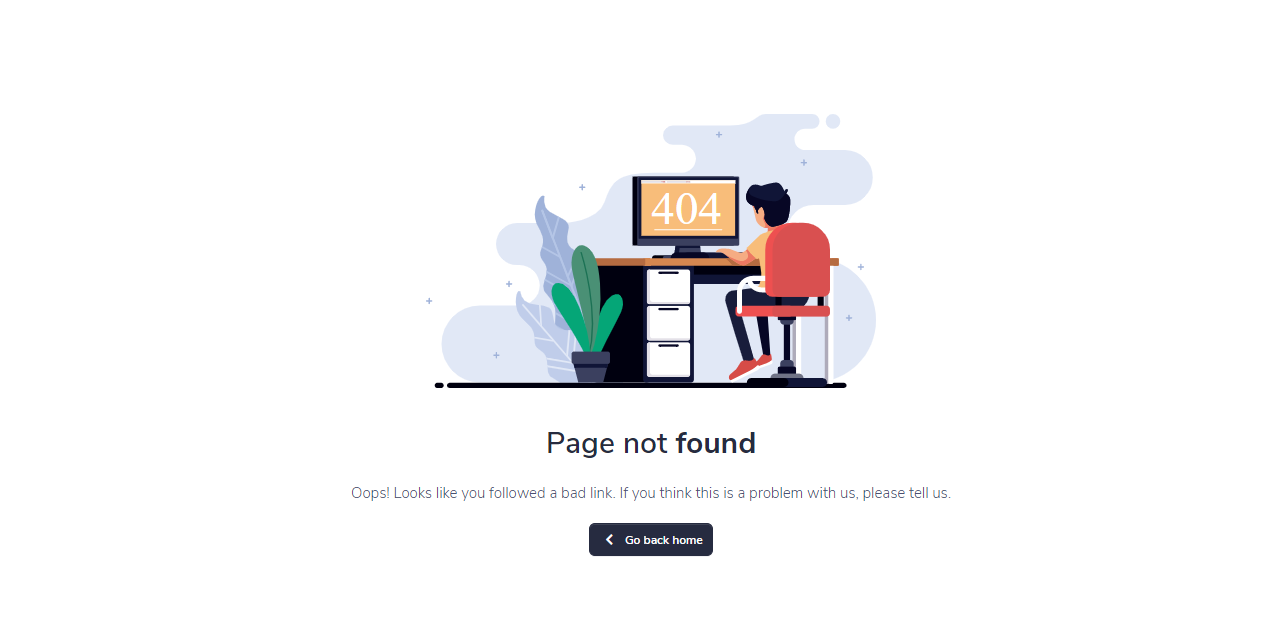 404
Page not found
Oops! Looks like you followed a bad link. If you think this is a problem with us, please tell us.
Go back home